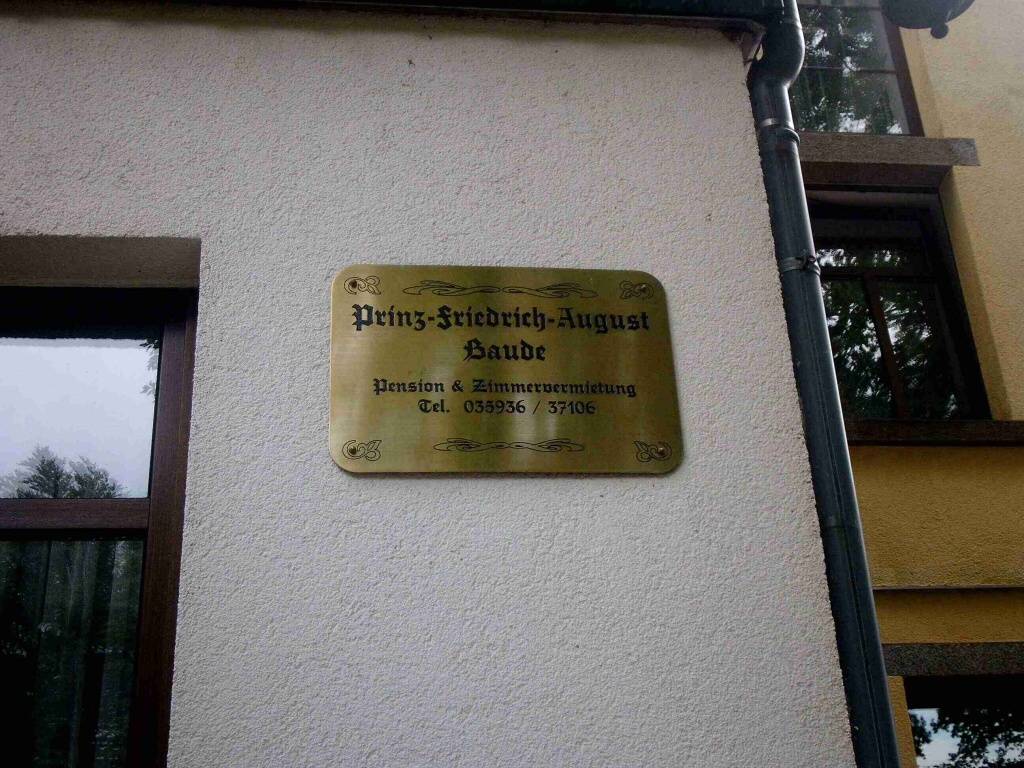 Prinz-Friedrich-August
Baude
Pension & Zimmervermietung
Tel. 035936 / 37106